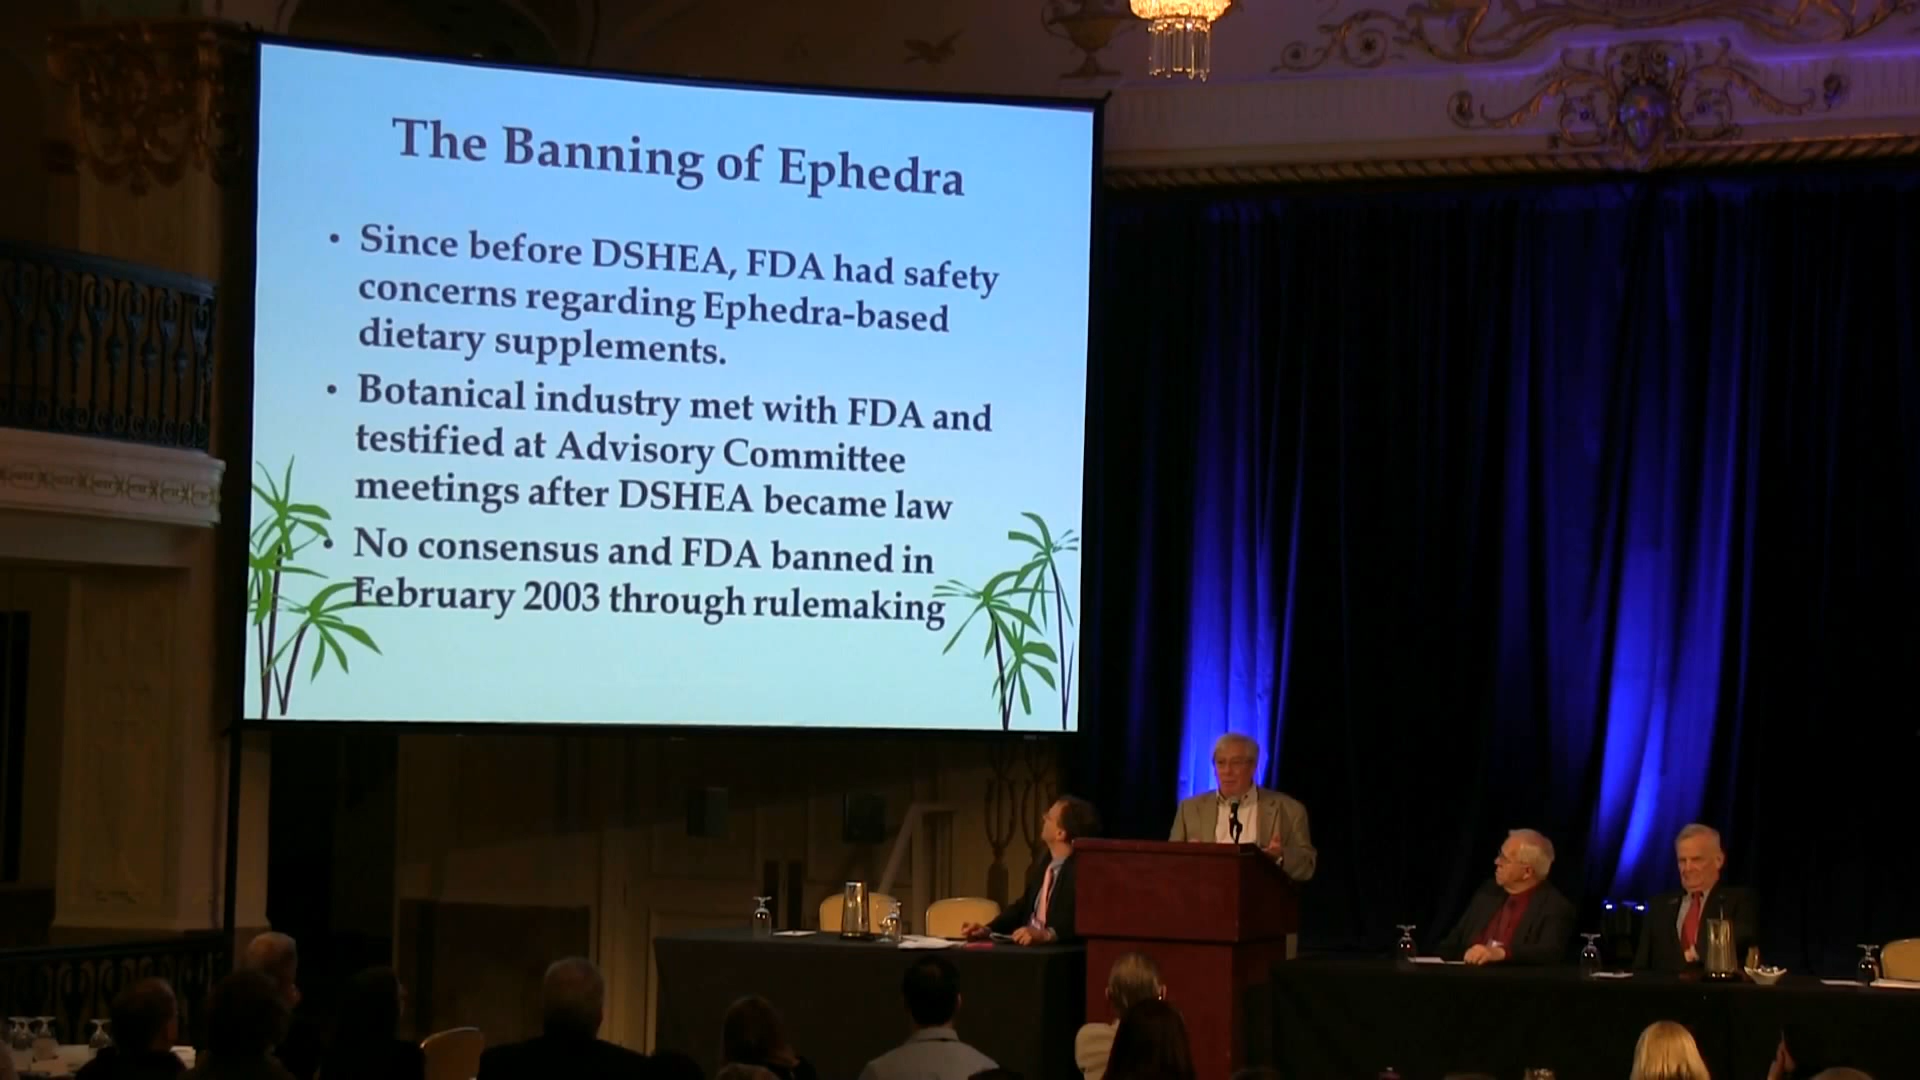 The Banning of Ephedra
• Since before DSHEA, FDA had safety
concerns regarding Ephedra-based
dietary supplements.
• Botanical industry met with FDA and
testified at Advisory Committee
meetings after DSHEA became law
• No consensus and FDA banned in
February 2003 through rulemaking